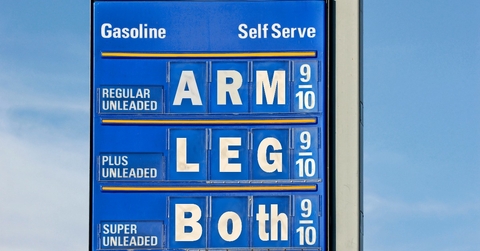 Gasoline Self Serve
REGULAR
UNLEADED
ARM 9/10
PLUS
UNLEADED
LEG 9/10
SUPER
UNLEADED
Both 9/10